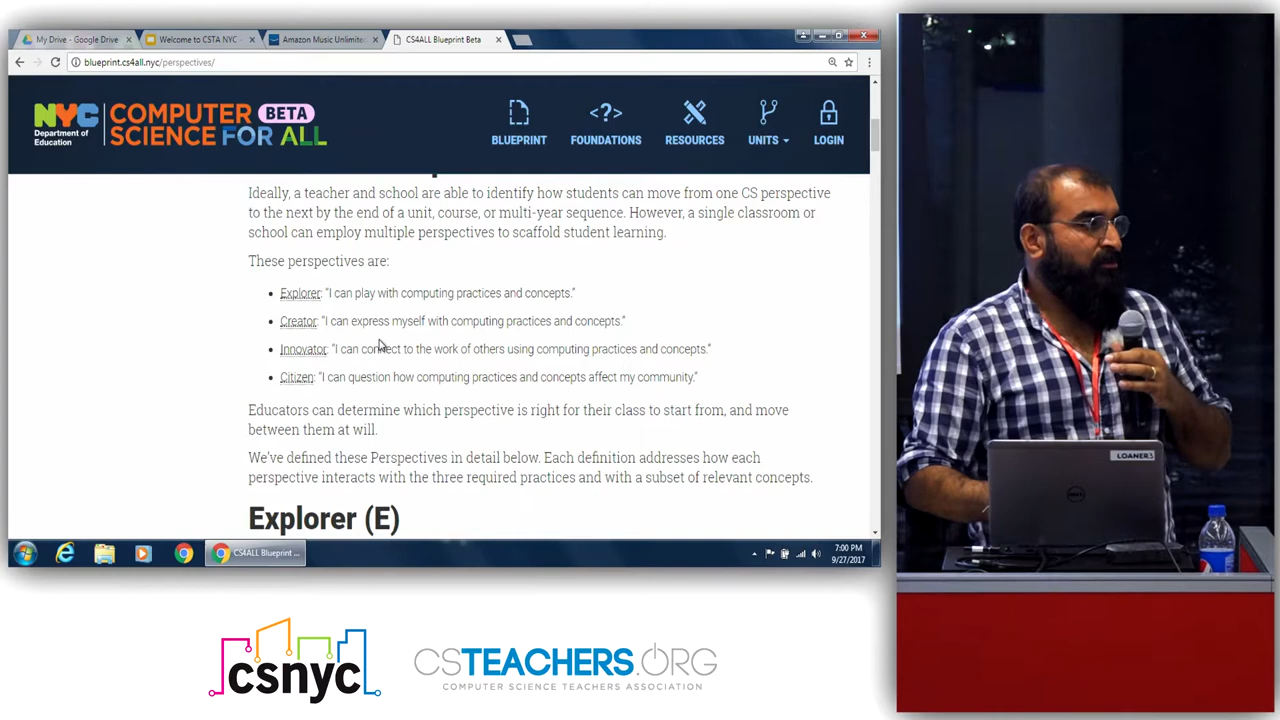 My Drive - Google Drive
Welcome to CSTA NYC -
Amazon Music Unlimite
CS4ALL Blueprint Beta
blueprint.cs4all.nyc/perspectives/
NYC
Department of
Education
COMPUTER BETA
SCIENCE FOR ALL
BLUEPRINT
FOUNDATIONS
RESOURCES
UNITS
LOGIN
Ideally, a teacher and school are able to identify how students can move from one CS perspective
to the next by the end of a unit, course, or multi-year sequence. However, a single classroom or
school can employ multiple perspectives to scaffold student learning.
These perspectives are:
Explorer: "I can play with computing practices and concepts."
Creator: "I can express myself with computing practices and concepts."
Innovator: "I can connect to the work of others using computing practices and concepts."
Citizen: "I can question how computing practices and concepts affect my community."
Educators can determine which perspective is right for their class to start from, and move
between them at will.
We've defined these Perspectives in detail below. Each definition addresses how each
perspective interacts with the three required practices and with a subset of relevant concepts.
Explorer (E)
CS4ALL Blueprint ...
7:00 PM
9/27/2017
LOANER3
DELL
csnyc
CSTEACHERS.ORG
COMPUTER SCIENCE TEACHERS ASSOCIATION